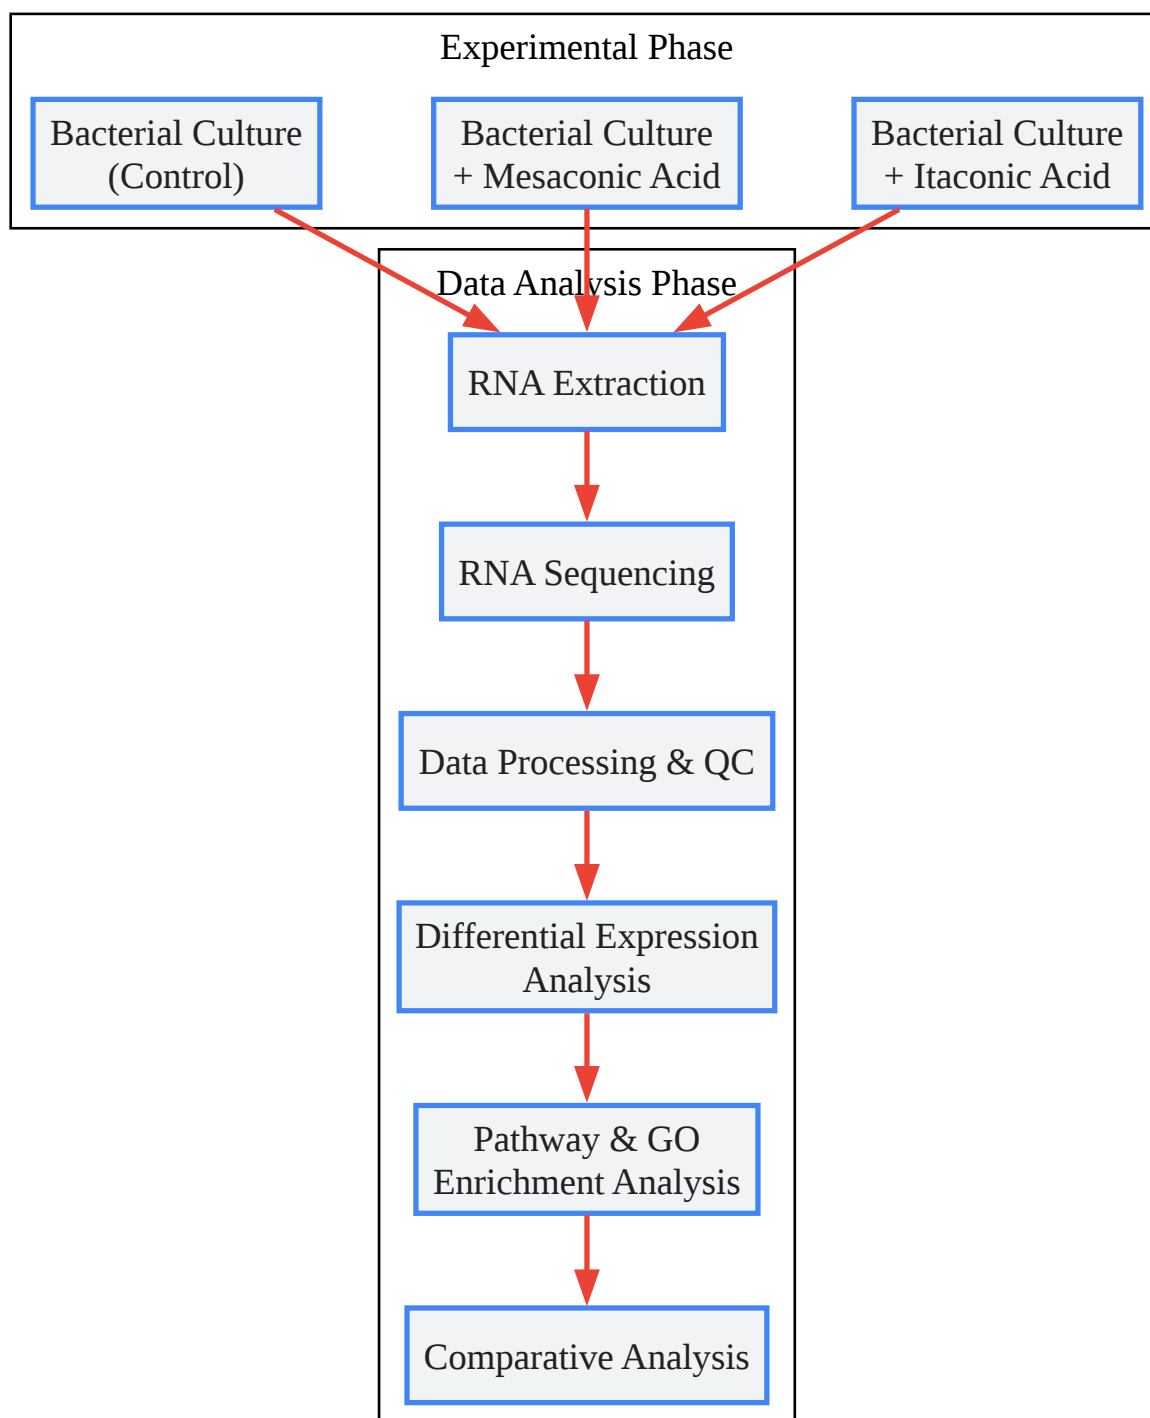 Experimental Phase
Bacterial Culture
(Control)
Bacterial Culture
+ Mesaconic Acid
Bacterial Culture
+ Itaconic Acid
Data Analysis Phase
RNA Extraction
RNA Sequencing
Data Processing & QC
Differential Expression
Analysis
Pathway & GO
Enrichment Analysis
Comparative Analysis